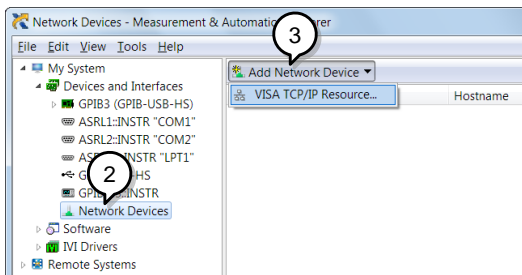 Network Devices - Measurement & Automation rer
File Edit View Tools Help
3
My System
Add Network Device
Devices and Interfaces
VISA TCP/IP Resource...
Hostname
GPIB3 (GPIB-USB-HS)
ASRL1::INSTR "COM1"
ASRL2::INSTR "COM2"
INSTR "LPT1"
2
HS
INSTR
Network Devices
Software
IVI Drivers
Remote Systems